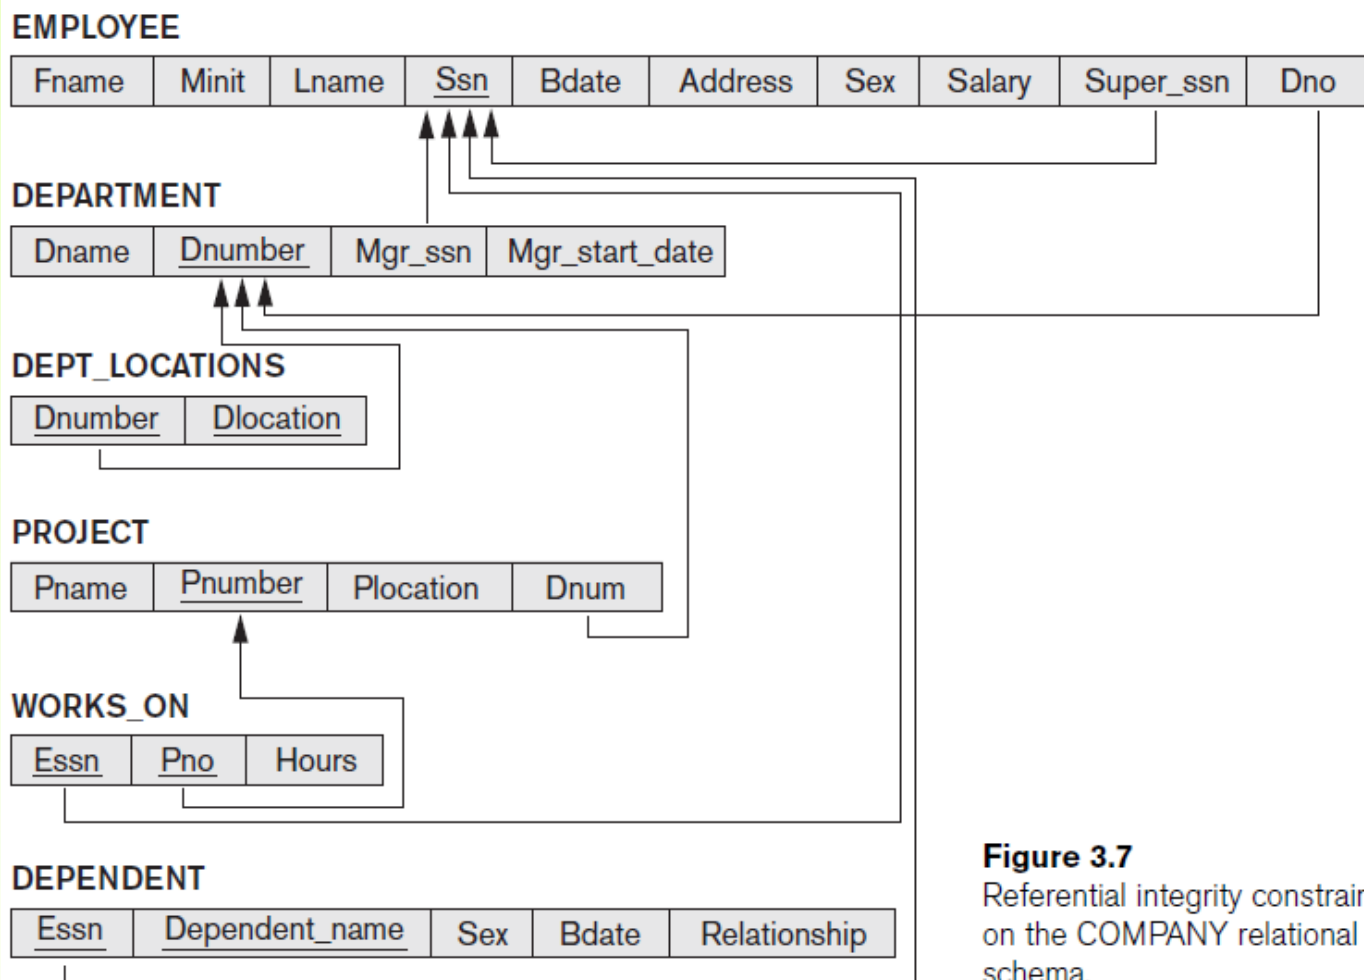 EMPLOYEE
Fname Minit Lname Ssn Bdate Address Sex Salary Super_ssn Dno
DEPARTMENT
Dname Dnumber Mgr_ssn Mgr_start_date
DEPT_LOCATIONS
Dnumber Dlocation
PROJECT
Pname Pnumber Plocation Dnum
WORKS_ON
Essn Pno Hours
DEPENDENT
Essn Dependent_name Sex Bdate Relationship
Figure 3.7
Referential integrity
on the COMPANY relational
schema